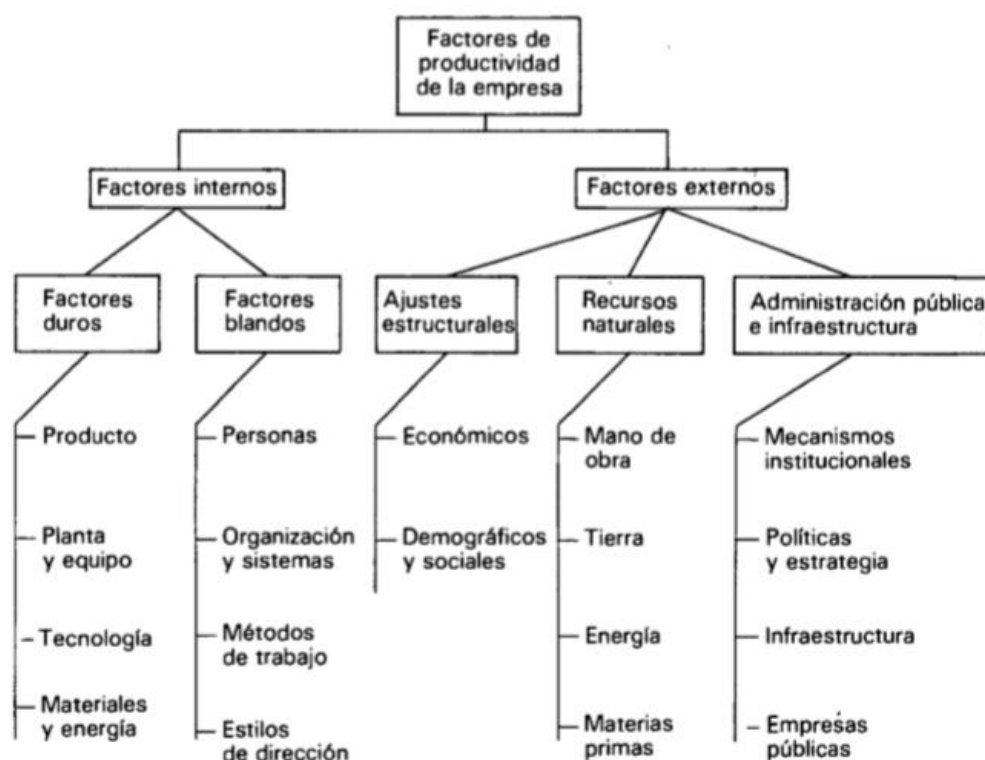 Factores de
productividad
de la empresa
Factores internos
Factores externos
Factores
duros
Factores
blandos
Ajustes
estructurales
Recursos
naturales
Administración pública
e infraestructura
Producto
Planta
y equipo
Tecnología
Materiales
y energía
Personas
Organización
y sistemas
Métodos
de trabajo
Estilos
de dirección
Económicos
Demográficos
y sociales
Mano de
obra
Tierra
Energía
Materias
primas
Mecanismos
institucionales
Políticas
y estrategia
Infraestructura
Empresas
públicas